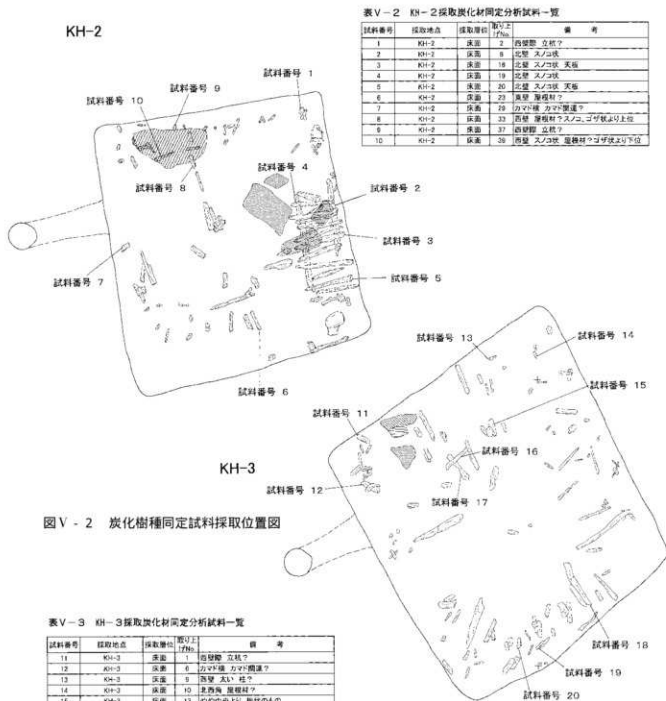 KH-2
表Ⅴ-2 KH-2採取炭化材同定分析試料一覧
試料番号 採取地点 採取層位 取り上げNo. 備 考
1 KH-2 床面 2 西壁際 立杭?
2 KH-2 床面 8 北壁 スノコ状
3 KH-2 床面 18 北壁 スノコ状 天板
4 KH-2 床面 19 北壁 スノコ状
5 KH-2 床面 20 北壁 スノコ状 天板
6 KH-2 床面 23 東壁 屋根材?
7 KH-2 床面 29 カマド横 カマド関連?
8 KH-2 床面 33 西壁 屋根材?スノコ、ゴザ状より上位
9 KH-2 床面 37 西壁際 立杭?
10 KH-2 床面 39 西壁 スノコ状 屋根材?ゴザ状より下位
試料番号 1
試料番号 9
試料番号 10
試料番号 8
試料番号 4
試料番号 2
試料番号 3
試料番号 7
試料番号 5
試料番号 6
KH-3
試料番号 13
試料番号 14
試料番号 15
試料番号 11
試料番号 16
試料番号 12
試料番号 17
試料番号 18
試料番号 19
試料番号 20
図Ⅴ-2 炭化樹種同定試料採取位置図
表Ⅴ-3 KH-3採取炭化材同定分析試料一覧
試料番号 採取地点 採取層位 取り上げNo. 備 考
11 KH-3 床面 1 西壁際 立杭?
12 KH-3 床面 6 カマド横 カマド関連?
13 KH-3 床面 9 西壁 太い 柱?
14 KH-3 床面 10 北西角 屋根材?